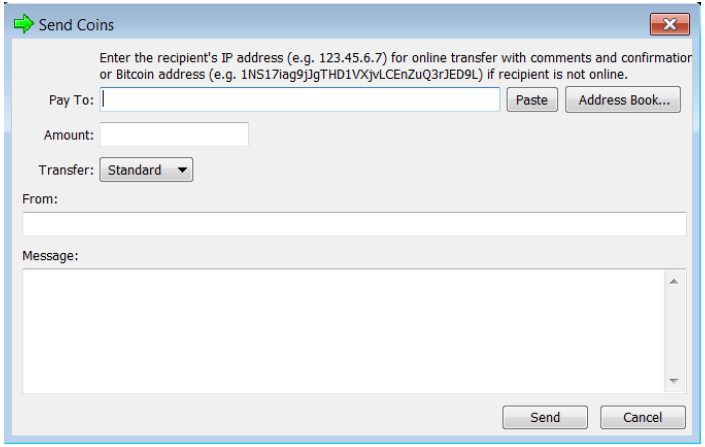 Send Coins
Enter the recipient's IP address (e.g. 123.45.6.7) for online transfer with comments and confirmation
or Bitcoin address (e.g. 1NS17iag9jJgTHD1VXjvLCEnZuQ3rJED9L) if recipient is not online.
Pay To: Paste Address Book...
Amount:
Transfer: Standard
From:
Message:
Send Cancel